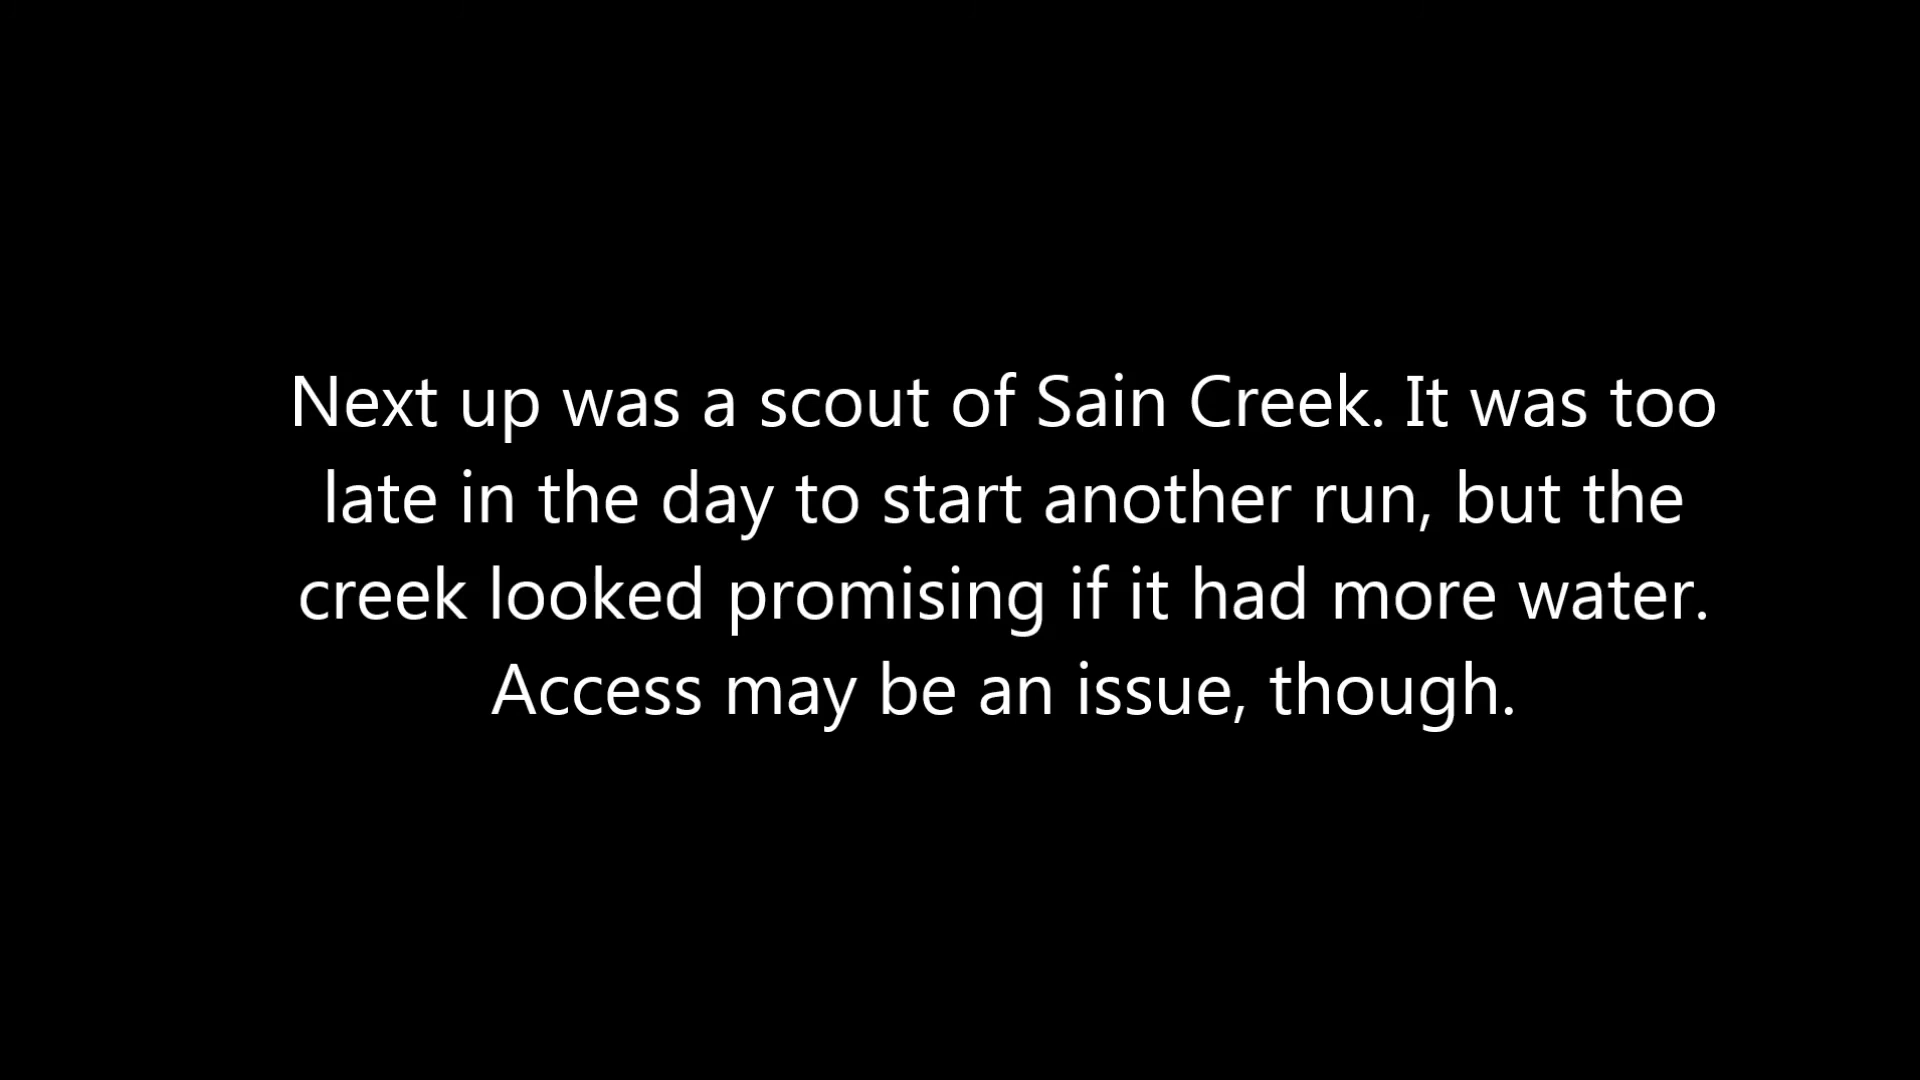 Next up was a scout of Sain Creek. It was too
late in the day to start another run, but the
creek looked promising if it had more water.
Access may be an issue, though.